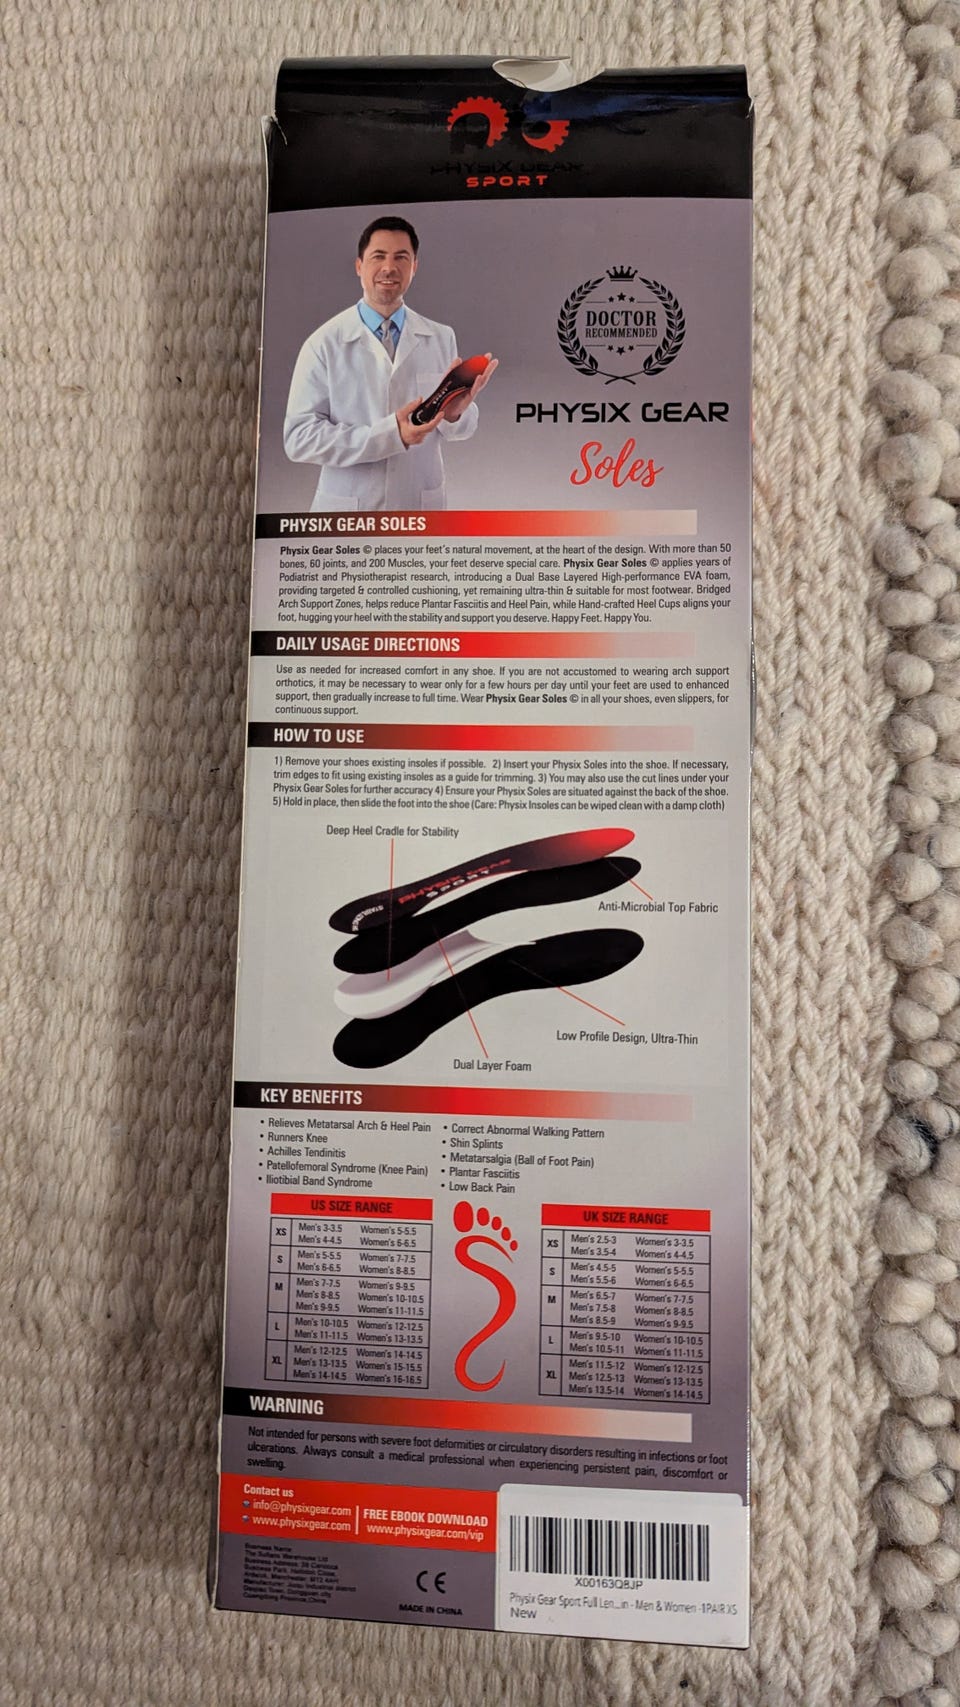 PHYSIX GEAR
SPORT
DOCTOR
RECOMMENDED
PHYSIX GEAR
Soles
PHYSIX GEAR SOLES
Physix Gear Soles © places your feet's natural movement, at the heart of the design. With more than 50
bones, 60 joints, and 200 Muscles, your feet deserve special care. Physix Gear Soles © applies years of
Podiatrist and Physiotherapist research, introducing a Dual Base Layered High-performance EVA foam,
providing targeted & controlled cushioning, yet remaining ultra-thin & suitable for most footwear. Bridged
Arch Support Zones, helps reduce Plantar Fasciitis and Heel Pain, while Hand-crafted Heel Cups aligns your
foot, hugging your heel with the stability and support you deserve. Happy Feet. Happy You.
DAILY USAGE DIRECTIONS
Use as needed for increased comfort in any shoe. If you are not accustomed to wearing arch support
orthotics, it may be necessary to wear only for a few hours per day until your feet are used to enhanced
support, then gradually increase to full time. Wear Physix Gear Soles © in all your shoes, even slippers, for
continuous support.
HOW TO USE
1) Remove your shoes existing insoles if possible. 2) Insert your Physix Soles into the shoe. If necessary,
trim edges to fit using existing insoles as a guide for trimming. 3) You may also use the cut lines under your
Physix Gear Soles for further accuracy 4) Ensure your Physix Soles are situated against the back of the shoe.
5) Hold in place, then slide the foot into the shoe (Care: Physix Insoles can be wiped clean with a damp cloth)
Deep Heel Cradle for Stability
PHYSIX GEAR
SPORT
Anti-Microbial Top Fabric
Low Profile Design, Ultra-Thin
Dual Layer Foam
KEY BENEFITS
• Relieves Metatarsal Arch & Heel Pain
• Runners Knee
• Achilles Tendinitis
• Patellofemoral Syndrome (Knee Pain)
• Iliotibial Band Syndrome
• Correct Abnormal Walking Pattern
• Shin Splints
• Metatarsalgia (Ball of Foot Pain)
• Plantar Fasciitis
• Low Back Pain
US SIZE RANGE
XS Men's 3-3.5 Women's 5-5.5
Men's 4-4.5 Women's 6-6.5
S Men's 5-5.5 Women's 7-7.5
Men's 6-6.5 Women's 8-8.5
M Men's 7-7.5 Women's 9-9.5
Men's 8-8.5 Women's 10-10.5
Men's 9-9.5 Women's 11-11.5
L Men's 10-10.5 Women's 12-12.5
Men's 11-11.5 Women's 13-13.5
XL Men's 12-12.5 Women's 14-14.5
Men's 13-13.5 Women's 15-15.5
Men's 14-14.5 Women's 16-16.5
UK SIZE RANGE
XS Men's 2.5-3 Women's 3-3.5
Men's 3.5-4 Women's 4-4.5
S Men's 4.5-5 Women's 5-5.5
Men's 5.5-6 Women's 6-6.5
M Men's 6.5-7 Women's 7-7.5
Men's 7.5-8 Women's 8-8.5
Men's 8.5-9 Women's 9-9.5
L Men's 9.5-10 Women's 10-10.5
Men's 10.5-11 Women's 11-11.5
XL Men's 11.5-12 Women's 12-12.5
Men's 12.5-13 Women's 13-13.5
Men's 13.5-14 Women's 14-14.5
WARNING
Not intended for persons with severe foot deformities or circulatory disorders resulting in infections or foot
ulcerations. Always consult a medical professional when experiencing persistent pain, discomfort or
swelling.
Contact us
info@physixgear.com
www.physixgear.com
FREE EBOOK DOWNLOAD
www.physixgear.com/vip
Business Name
Business Address:
Manufacturer:
CE
MADE IN CHINA
X00163Q8JP
Physix Gear Sport Full Len...in - Men & Women -1PAIR XS
New